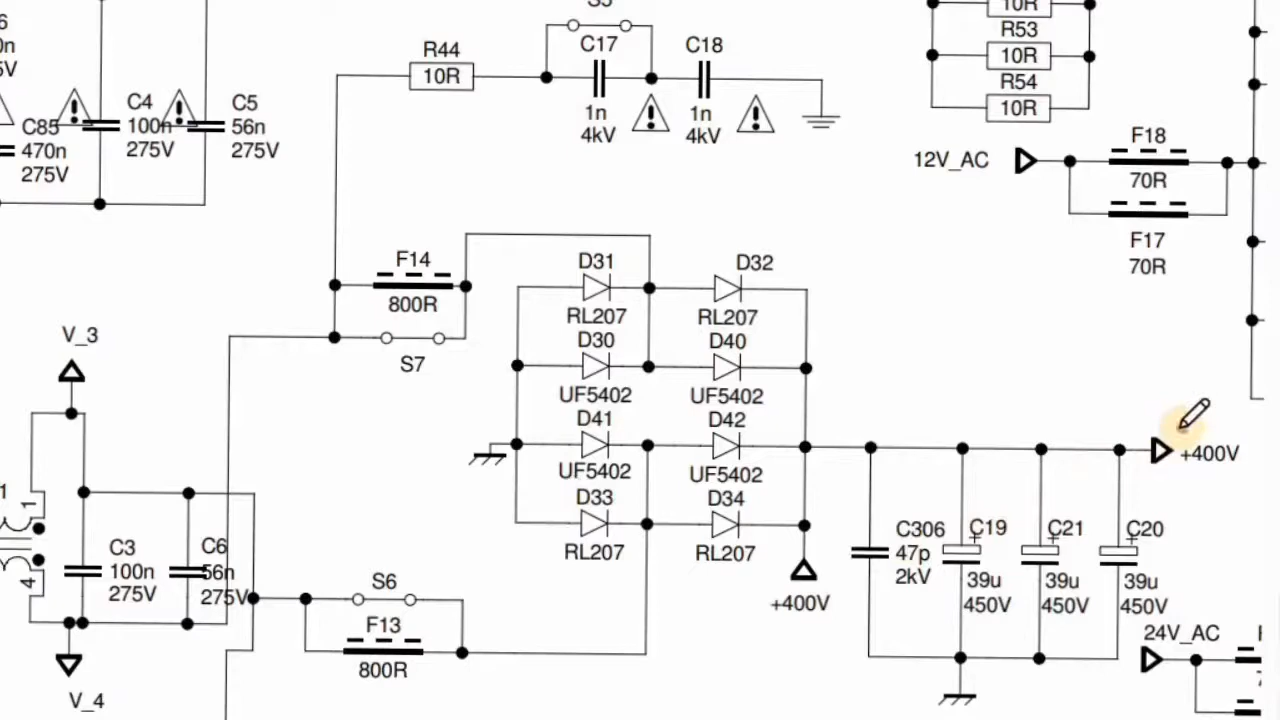 S5
10R
R53
10R
R54
10R
R44
10R
C17
1n
4kV
C18
1n
4kV
C4
100n
275V
C5
56n
275V
C85
470n
275V
12V_AC
F18
70R
F17
70R
F14
800R
S7
D31
RL207
D32
RL207
D30
UF5402
D40
UF5402
D41
UF5402
D42
UF5402
D33
RL207
D34
RL207
V_3
1
4
C3
100n
275V
C6
56n
275V
V_4
S6
F13
800R
+400V
+400V
C306
47p
2kV
C19
39u
450V
C21
39u
450V
C20
39u
450V
24V_AC